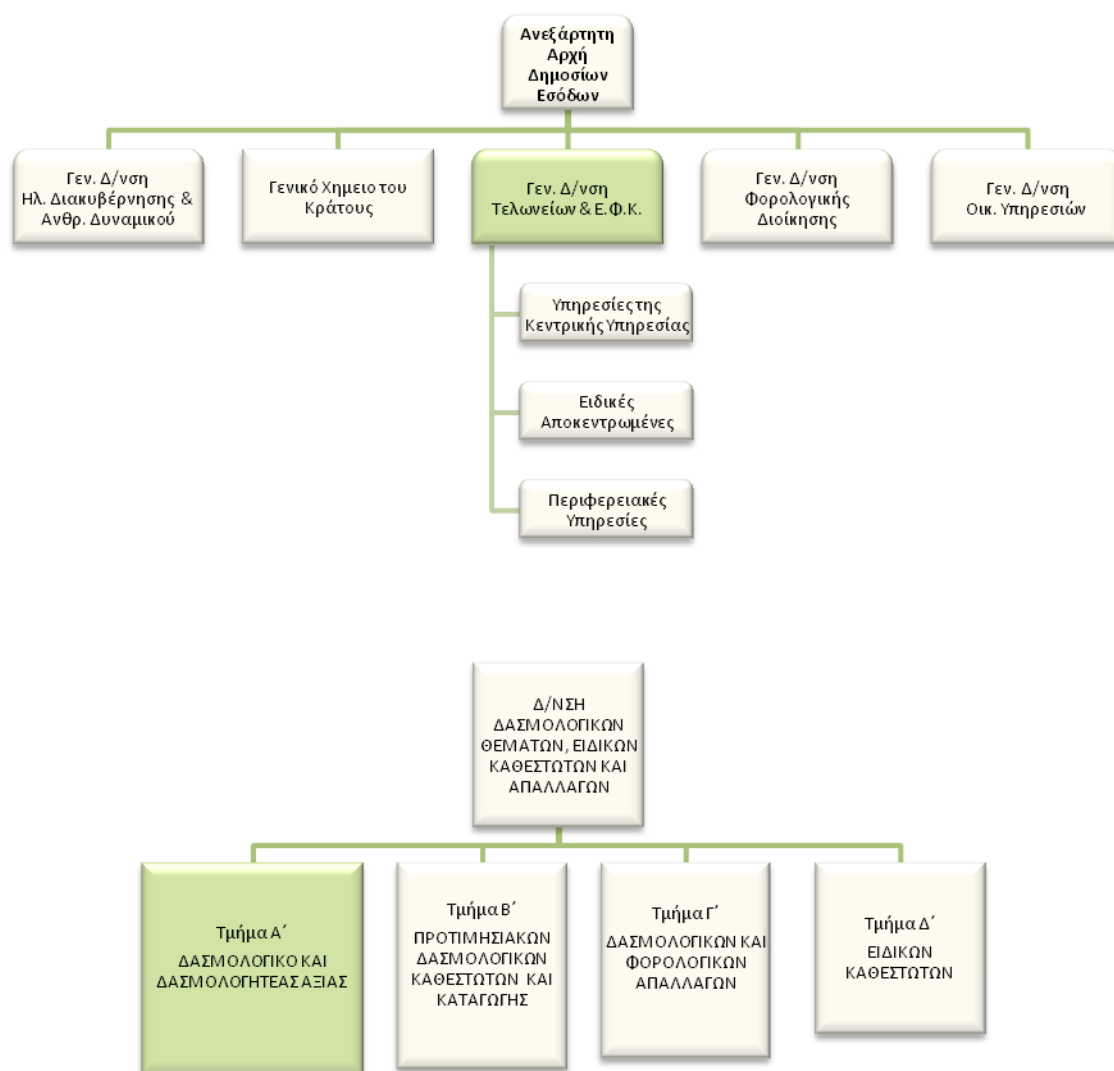 Ανεξάρτητη
Αρχή
Δημοσίων
Εσόδων
Γεν. Δ/νση
Ηλ. Διακυβέρνησης &
Ανθρ. Δυναμικού
Γενικό Χημειο του
Κράτους
Γεν. Δ/νση
Τελωνείων & Ε.Φ.Κ.
Γεν. Δ/νση
Φορολογικής
Διοίκησης
Γεν. Δ/νση
Οικ. Υπηρεσιών
Υπηρεσίες της
Κεντρικής Υπηρεσίας
Ειδικές
Αποκεντρωμένες
Περιφερειακές
Υπηρεσίες
Δ/ΝΣΗ
ΔΑΣΜΟΛΟΓΙΚΩΝ
ΘΕΜΑΤΩΝ, ΕΙΔΙΚΩΝ
ΚΑΘΕΣΤΩΤΩΝ ΚΑΙ
ΑΠΑΛΛΑΓΩΝ
Τμήμα Α΄
ΔΑΣΜΟΛΟΓΙΚΟ ΚΑΙ
ΔΑΣΜΟΛΟΓΗΤΕΑΣ ΑΞΙΑΣ
Τμήμα Β΄
ΠΡΟΤΙΜΗΣΙΑΚΩΝ
ΔΑΣΜΟΛΟΓΙΚΩΝ
ΚΑΘΕΣΤΩΤΩΝ ΚΑΙ
ΚΑΤΑΓΩΓΗΣ
Τμήμα Γ΄
ΔΑΣΜΟΛΟΓΙΚΩΝ ΚΑΙ
ΦΟΡΟΛΟΓΙΚΩΝ
ΑΠΑΛΛΑΓΩΝ
Τμήμα Δ΄
ΕΙΔΙΚΩΝ
ΚΑΘΕΣΤΩΤΩΝ